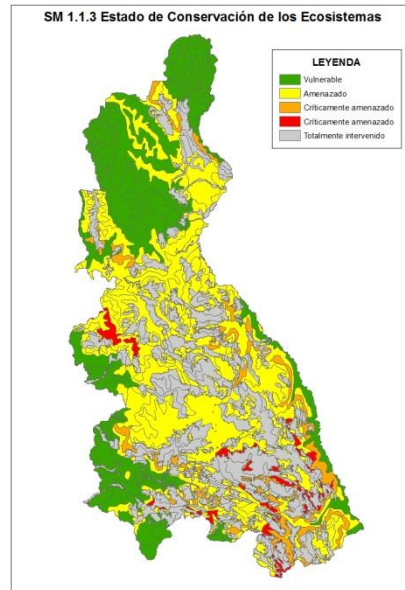 SM 1.1.3 Estado de Conservación de los Ecosistemas
LEYENDA
Vulnerable
Amenazado
Críticamente amenazado
Críticamente amenazado
Totalmente intervenido